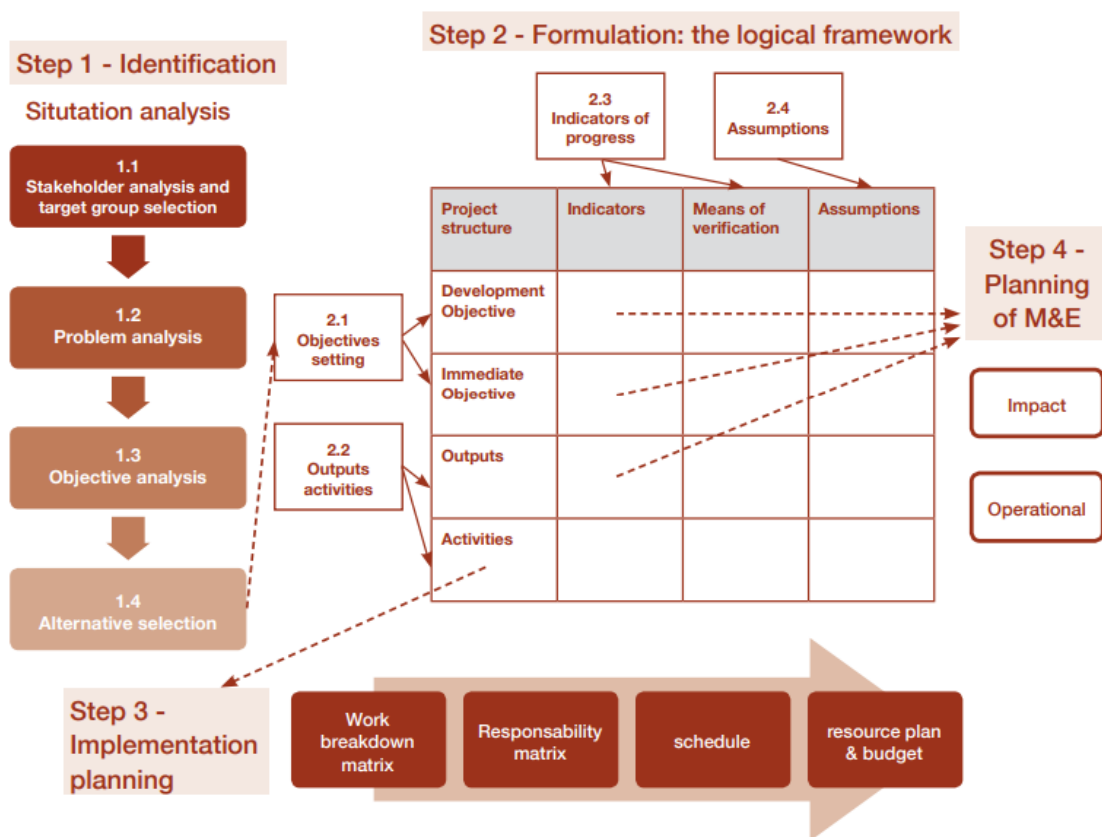 Step 1 - Identification
Situtation analysis
1.1
Stakeholder analysis and
target group selection
1.2
Problem analysis
1.3
Objective analysis
1.4
Alternative selection
Step 2 - Formulation: the logical framework
2.3
Indicators of
progress
2.4
Assumptions
2.1
Objectives
setting
2.2
Outputs
activities
Project
structure
Indicators
Means of
verification
Assumptions
Development
Objective
Immediate
Objective
Outputs
Activities
Step 4 -
Planning
of M&E
Impact
Operational
Step 3 -
Implementation
planning
Work
breakdown
matrix
Responsability
matrix
schedule
resource plan
& budget